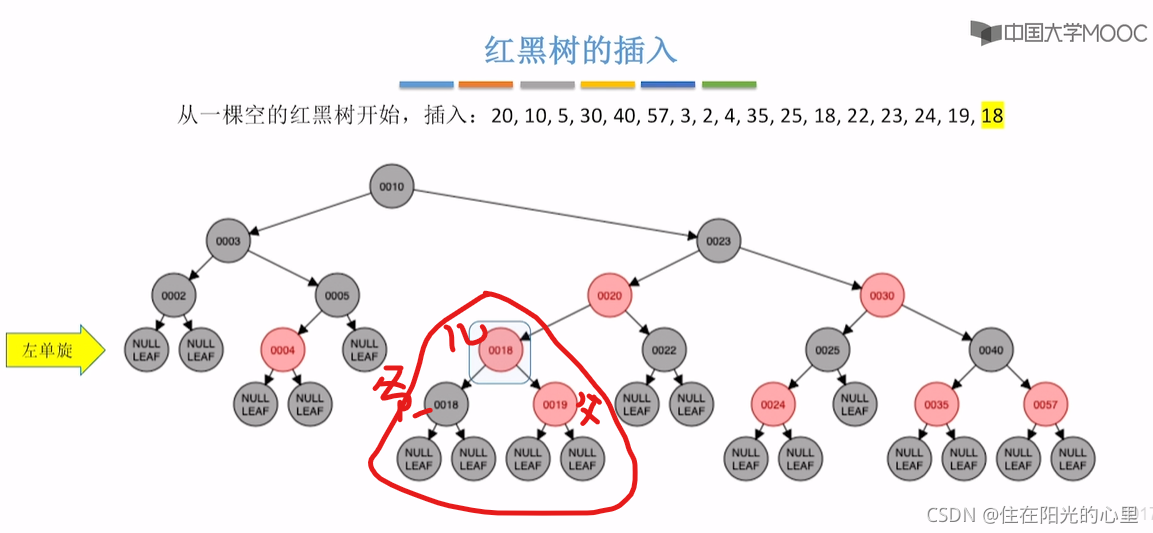 中国大学MOOC
红黑树的插入
从一棵空的红黑树开始，插入：20, 10, 5, 30, 40, 57, 3, 2, 4, 35, 25, 18, 22, 23, 24, 19, 18
0010
0003 0023
0002 0005 0020 0030
左单旋
NULL LEAF NULL LEAF 0004 NULL LEAF 儿 0018 0022 0025 0040
NULL LEAF NULL LEAF 0018 0019 父 NULL LEAF NULL LEAF 0024 NULL LEAF 0035 0057
NULL LEAF NULL LEAF NULL LEAF NULL LEAF NULL LEAF NULL LEAF NULL LEAF NULL LEAF NULL LEAF NULL LEAF
CSDN @住在阳光的心里